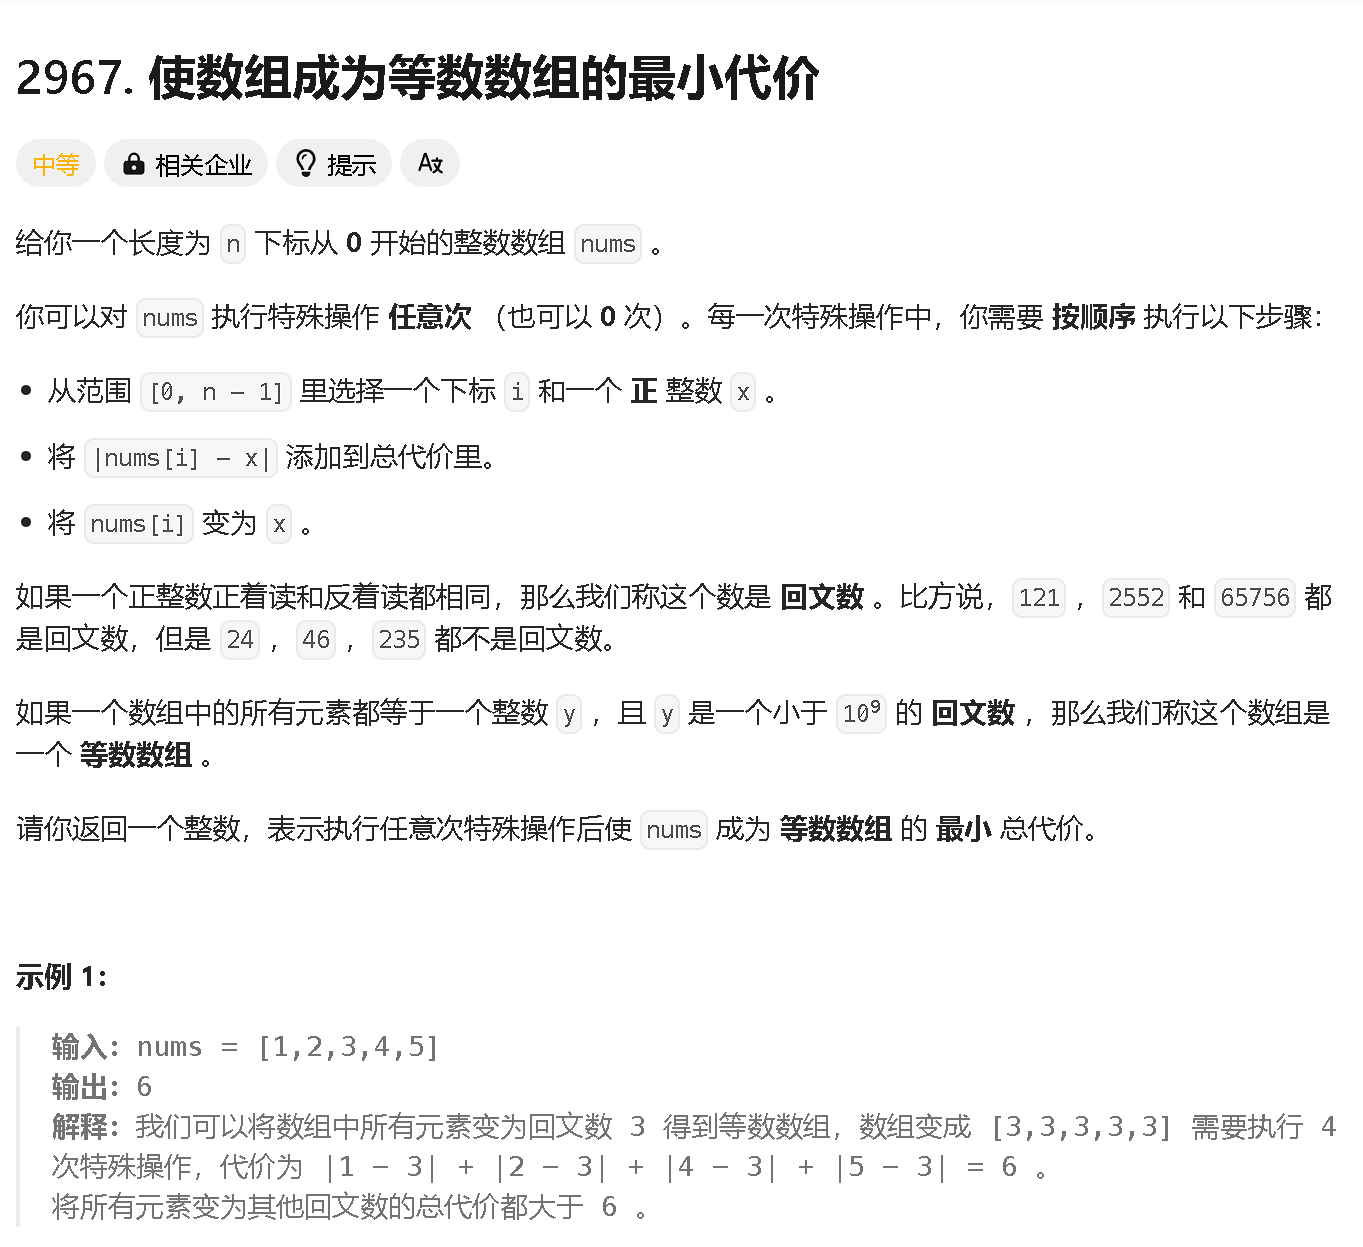 2967. 使数组成为等数数组的最小代价
中等 相关企业 提示
给你一个长度为 n 下标从 0 开始的整数数组 nums 。
你可以对 nums 执行特殊操作 任意次 （也可以 0 次）。每一次特殊操作中，你需要 按顺序 执行以下步骤：
• 从范围 [0, n - 1] 里选择一个下标 i 和一个 正 整数 x 。
• 将 |nums[i] - x| 添加到总代价里。
• 将 nums[i] 变为 x 。
如果一个正整数正着读和反着读都相同，那么我们称这个数是 回文数 。比方说， 121 ， 2552 和 65756 都
是回文数，但是 24 ， 46 ， 235 都不是回文数。
如果一个数组中的所有元素都等于一个整数 y ，且 y 是一个小于 10⁹ 的 回文数 ，那么我们称这个数组是
一个 等数数组 。
请你返回一个整数，表示执行任意次特殊操作后使 nums 成为 等数数组 的 最小 总代价。
示例 1：
输入：nums = [1,2,3,4,5]
输出：6
解释：我们可以将数组中所有元素变为回文数 3 得到等数数组，数组变成 [3,3,3,3,3] 需要执行 4
次特殊操作，代价为 |1 - 3| + |2 - 3| + |4 - 3| + |5 - 3| = 6 。
将所有元素变为其他回文数的总代价都大于 6 。